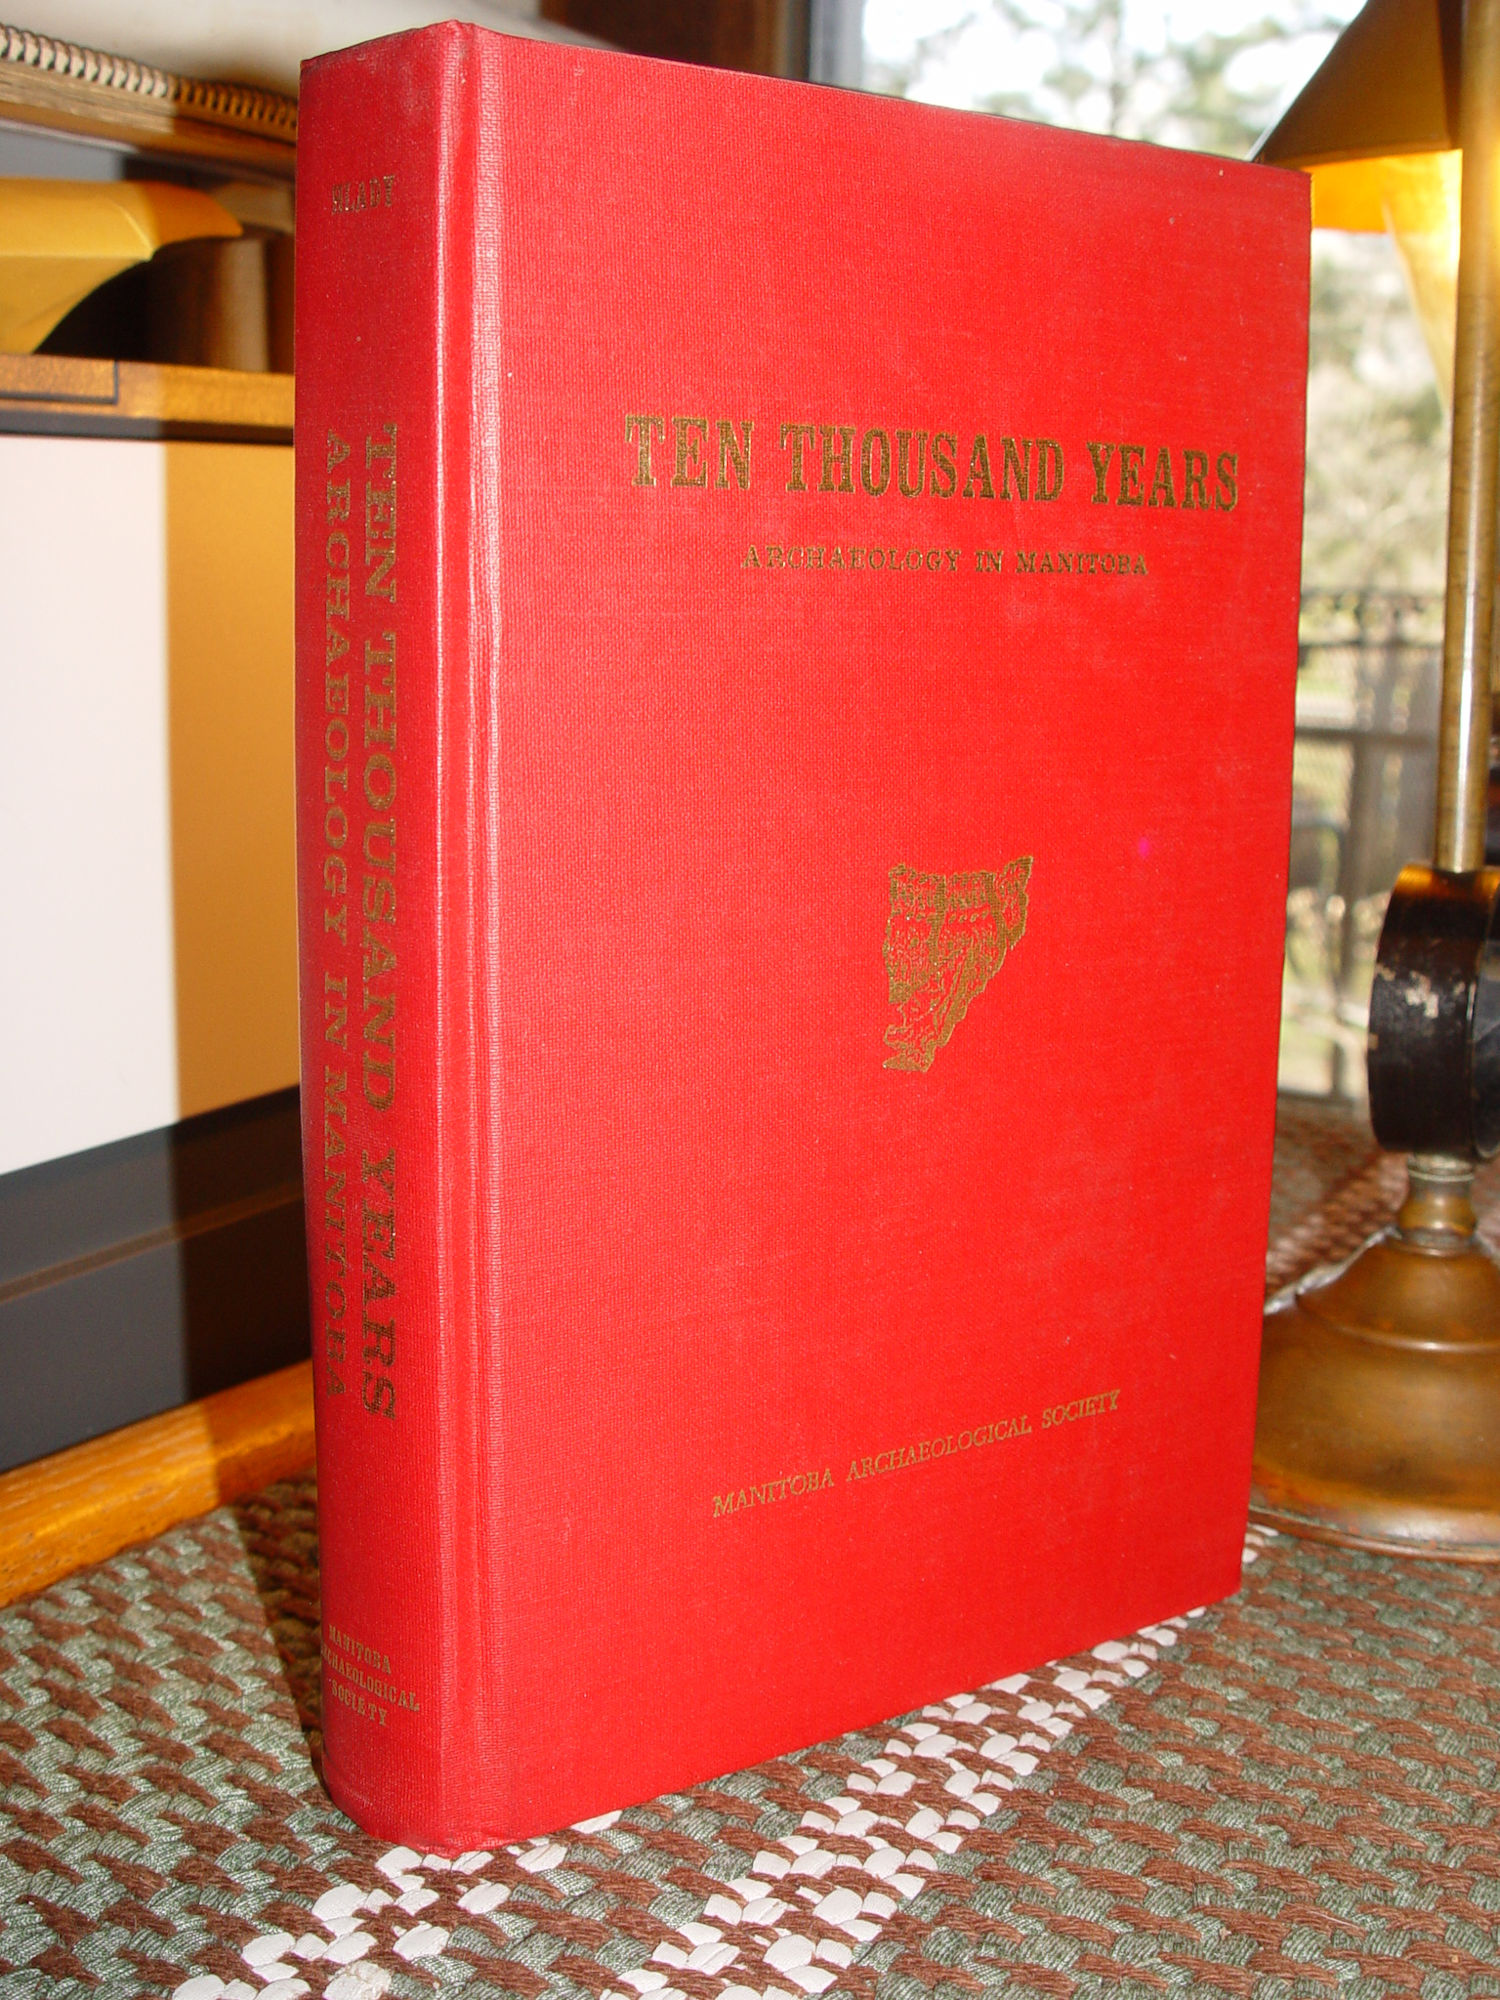 HLADY
TEN THOUSAND YEARS
ARCHAEOLOGY IN MANITOBA
MANITOBA
ARCHAEOLOGICAL
SOCIETY
TEN THOUSAND YEARS
ARCHAEOLOGY IN MANITOBA
MANITOBA ARCHAEOLOGICAL SOCIETY